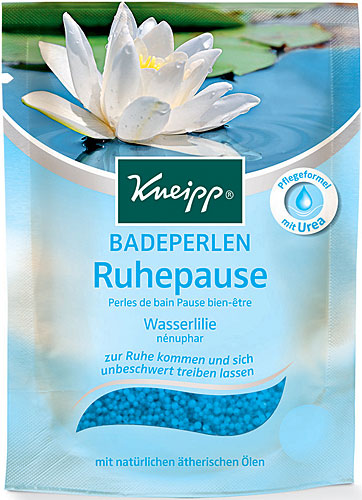 Kneipp®
Pflegeformel
mit Urea
BADEPERLEN
Ruhepause
Perles de bain Pause bien-être
Wasserlilie
nénuphar
zur Ruhe kommen und sich
unbeschwert treiben lassen
mit natürlichen ätherischen Ölen